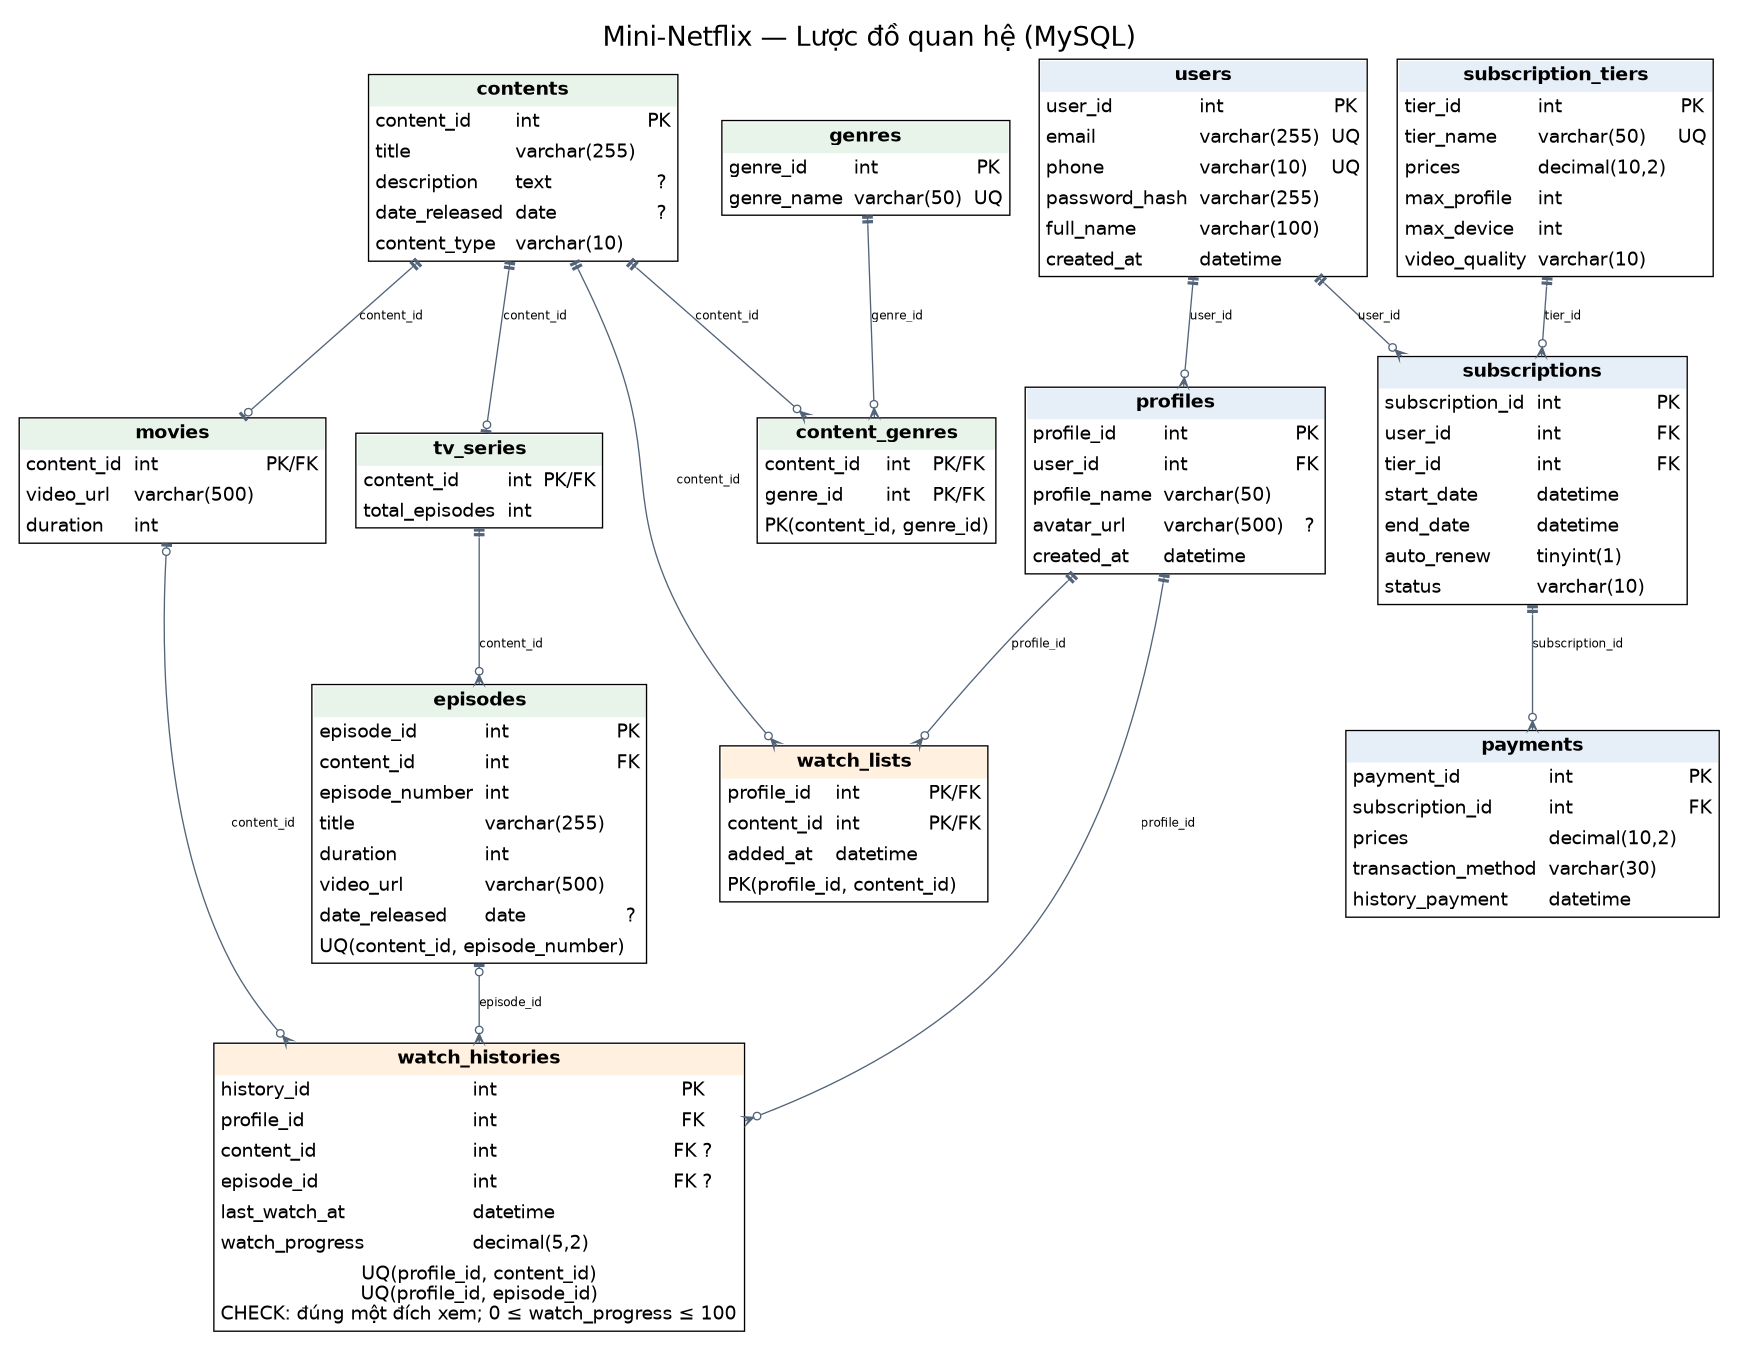 Mini-Netflix — Lược đồ quan hệ (MySQL)
contents
content_id int PK
title varchar(255)
description text ?
date_released date ?
content_type varchar(10)
genres
genre_id int PK
genre_name varchar(50) UQ
users
user_id int PK
email varchar(255) UQ
phone varchar(10) UQ
password_hash varchar(255)
full_name varchar(100)
created_at datetime
subscription_tiers
tier_id int PK
tier_name varchar(50) UQ
prices decimal(10,2)
max_profile int
max_device int
video_quality varchar(10)
content_id
content_id
content_id
genre_id
user_id
user_id
tier_id
movies
content_id int PK/FK
video_url varchar(500)
duration int
tv_series
content_id int PK/FK
total_episodes int
content_id
content_genres
content_id int PK/FK
genre_id int PK/FK
PK(content_id, genre_id)
profiles
profile_id int PK
user_id int FK
profile_name varchar(50)
avatar_url varchar(500) ?
created_at datetime
subscriptions
subscription_id int PK
user_id int FK
tier_id int FK
start_date datetime
end_date datetime
auto_renew tinyint(1)
status varchar(10)
content_id
profile_id
subscription_id
content_id
episodes
episode_id int PK
content_id int FK
episode_number int
title varchar(255)
duration int
video_url varchar(500)
date_released date ?
UQ(content_id, episode_number)
watch_lists
profile_id int PK/FK
content_id int PK/FK
added_at datetime
PK(profile_id, content_id)
profile_id
payments
payment_id int PK
subscription_id int FK
prices decimal(10,2)
transaction_method varchar(30)
history_payment datetime
episode_id
watch_histories
history_id int PK
profile_id int FK
content_id int FK ?
episode_id int FK ?
last_watch_at datetime
watch_progress decimal(5,2)
UQ(profile_id, content_id)
UQ(profile_id, episode_id)
CHECK: đúng một đích xem; 0 ≤ watch_progress ≤ 100